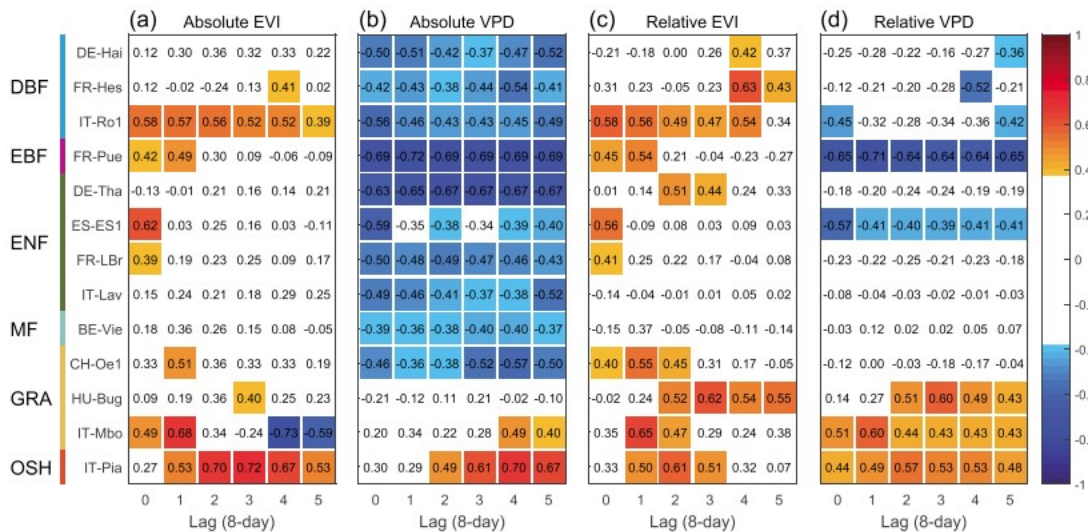 (a) Absolute EVI (b) Absolute VPD (c) Relative EVI (d) Relative VPD
DBF
EBF
ENF
MF
GRA
OSH
DE-Hai 0.12 0.30 0.36 0.32 0.33 0.22 -0.50 -0.51 -0.42 -0.37 -0.47 -0.52 -0.21 -0.18 0.00 0.26 0.42 0.37 -0.25 -0.28 -0.22 -0.16 -0.27 -0.36
FR-Hes 0.12 -0.02 -0.24 0.13 0.41 0.02 -0.42 -0.43 -0.38 -0.44 -0.54 -0.41 0.31 0.23 -0.05 0.31 0.63 0.43 -0.25 -0.21 -0.20 -0.28 -0.52 -0.21
IT-Ro1 0.58 0.57 0.56 0.52 0.52 0.39 -0.56 -0.46 -0.43 -0.43 -0.45 -0.49 0.58 0.56 0.49 0.47 0.54 0.34 -0.45 -0.32 -0.28 -0.34 -0.33 -0.42
FR-Pue 0.42 0.49 0.30 0.09 -0.06 -0.09 -0.69 -0.72 -0.69 -0.69 -0.69 -0.69 0.45 0.54 0.21 -0.04 -0.23 -0.27 -0.65 -0.71 -0.64 -0.64 -0.64 -0.65
DE-Tha -0.13 -0.01 0.21 0.16 0.14 0.21 -0.63 -0.65 -0.67 -0.67 -0.67 -0.67 0.01 0.14 0.51 0.44 0.24 0.33 -0.18 -0.20 -0.24 -0.24 -0.19 -0.19
ES-ES1 0.62 0.03 0.25 0.16 0.03 -0.11 -0.59 -0.35 -0.38 -0.34 -0.39 -0.40 0.56 -0.09 0.08 0.09 0.03 -0.03 -0.57 -0.41 -0.40 -0.39 -0.41 -0.41
FR-LBr 0.39 0.19 0.23 0.25 0.09 0.17 -0.50 -0.48 -0.49 -0.47 -0.46 -0.43 0.41 0.25 0.22 0.17 -0.04 0.08 -0.23 -0.22 -0.25 -0.21 -0.18 -0.23
IT-Lav 0.15 0.24 0.21 0.18 0.29 0.25 -0.49 -0.46 -0.41 -0.37 -0.38 -0.52 -0.14 -0.04 -0.01 0.01 0.05 0.02 -0.08 -0.04 -0.03 -0.02 -0.01 -0.03
BE-Vie 0.18 0.36 0.26 0.15 0.08 -0.05 -0.39 -0.36 -0.38 -0.40 -0.40 -0.37 -0.15 0.37 -0.05 -0.08 -0.11 -0.14 -0.03 0.12 0.02 0.02 0.05 0.07
CH-Oe1 0.33 0.51 0.36 0.33 0.33 0.19 -0.46 -0.36 -0.38 -0.52 -0.57 -0.50 0.40 0.55 0.45 0.31 0.17 -0.05 -0.12 0.00 -0.03 -0.18 -0.17 -0.04
HU-Bug 0.09 0.19 0.36 0.40 0.25 0.23 -0.21 -0.12 0.11 0.21 -0.02 -0.10 -0.02 0.24 0.52 0.62 0.54 0.55 0.14 0.27 0.51 0.60 0.49 0.43
IT-Mbo 0.49 0.68 0.34 -0.24 -0.73 -0.59 0.20 0.34 0.22 0.28 0.49 0.40 0.35 0.65 0.47 0.29 0.24 0.38 0.51 0.60 0.44 0.43 0.43 0.43
IT-Pia 0.27 0.53 0.70 0.72 0.67 0.53 0.30 0.29 0.49 0.61 0.70 0.67 0.33 0.50 0.61 0.51 0.32 0.07 0.44 0.49 0.57 0.53 0.53 0.48
0 1 2 3 4 5 0 1 2 3 4 5 0 1 2 3 4 5 0 1 2 3 4 5
Lag (8-day) Lag (8-day) Lag (8-day) Lag (8-day)
1
0.8
0.6
0.4
0.2
0
-0.2
-0.4
-0.6
-0.8
-1